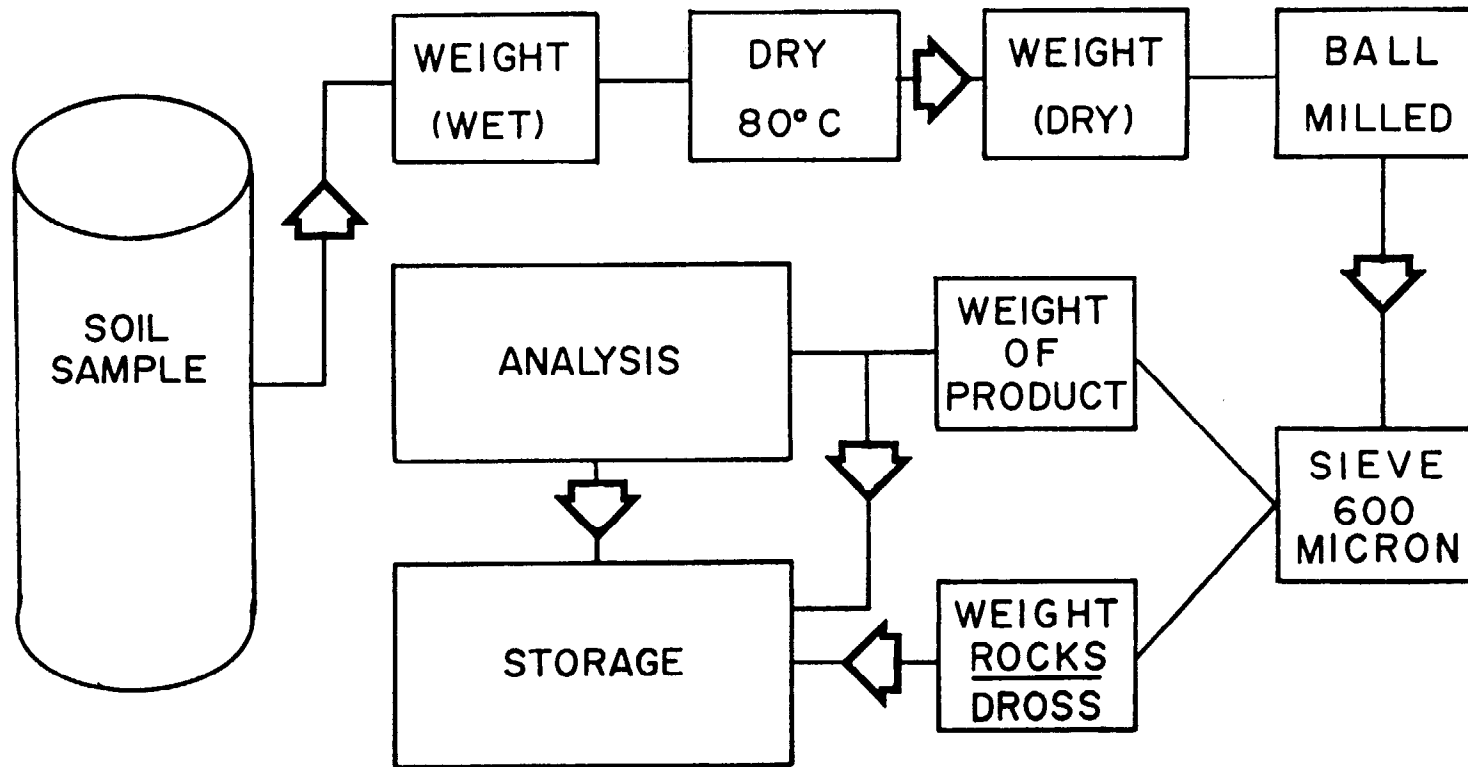 SOIL
SAMPLE
WEIGHT
(WET)
DRY
80° C
WEIGHT
(DRY)
BALL
MILLED
SIEVE
600
MICRON
WEIGHT
OF
PRODUCT
ANALYSIS
WEIGHT
ROCKS
DROSS
STORAGE